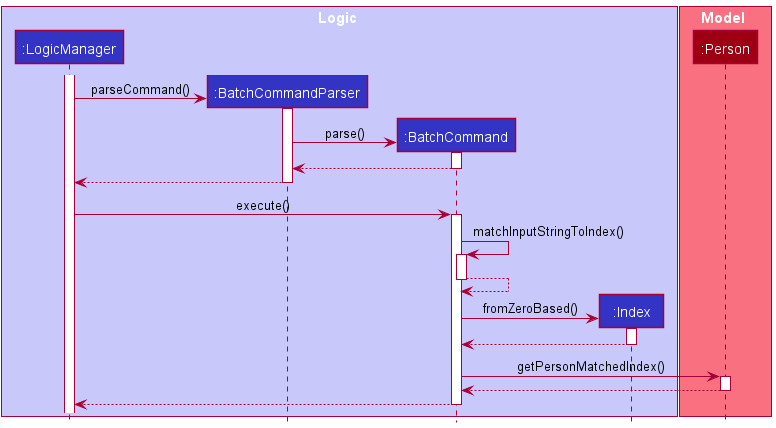 Logic
Model
:LogicManager
:Person
parseCommand()
:BatchCommandParser
parse()
:BatchCommand
execute()
matchInputStringToIndex()
fromZeroBased()
:Index
getPersonMatchedIndex()